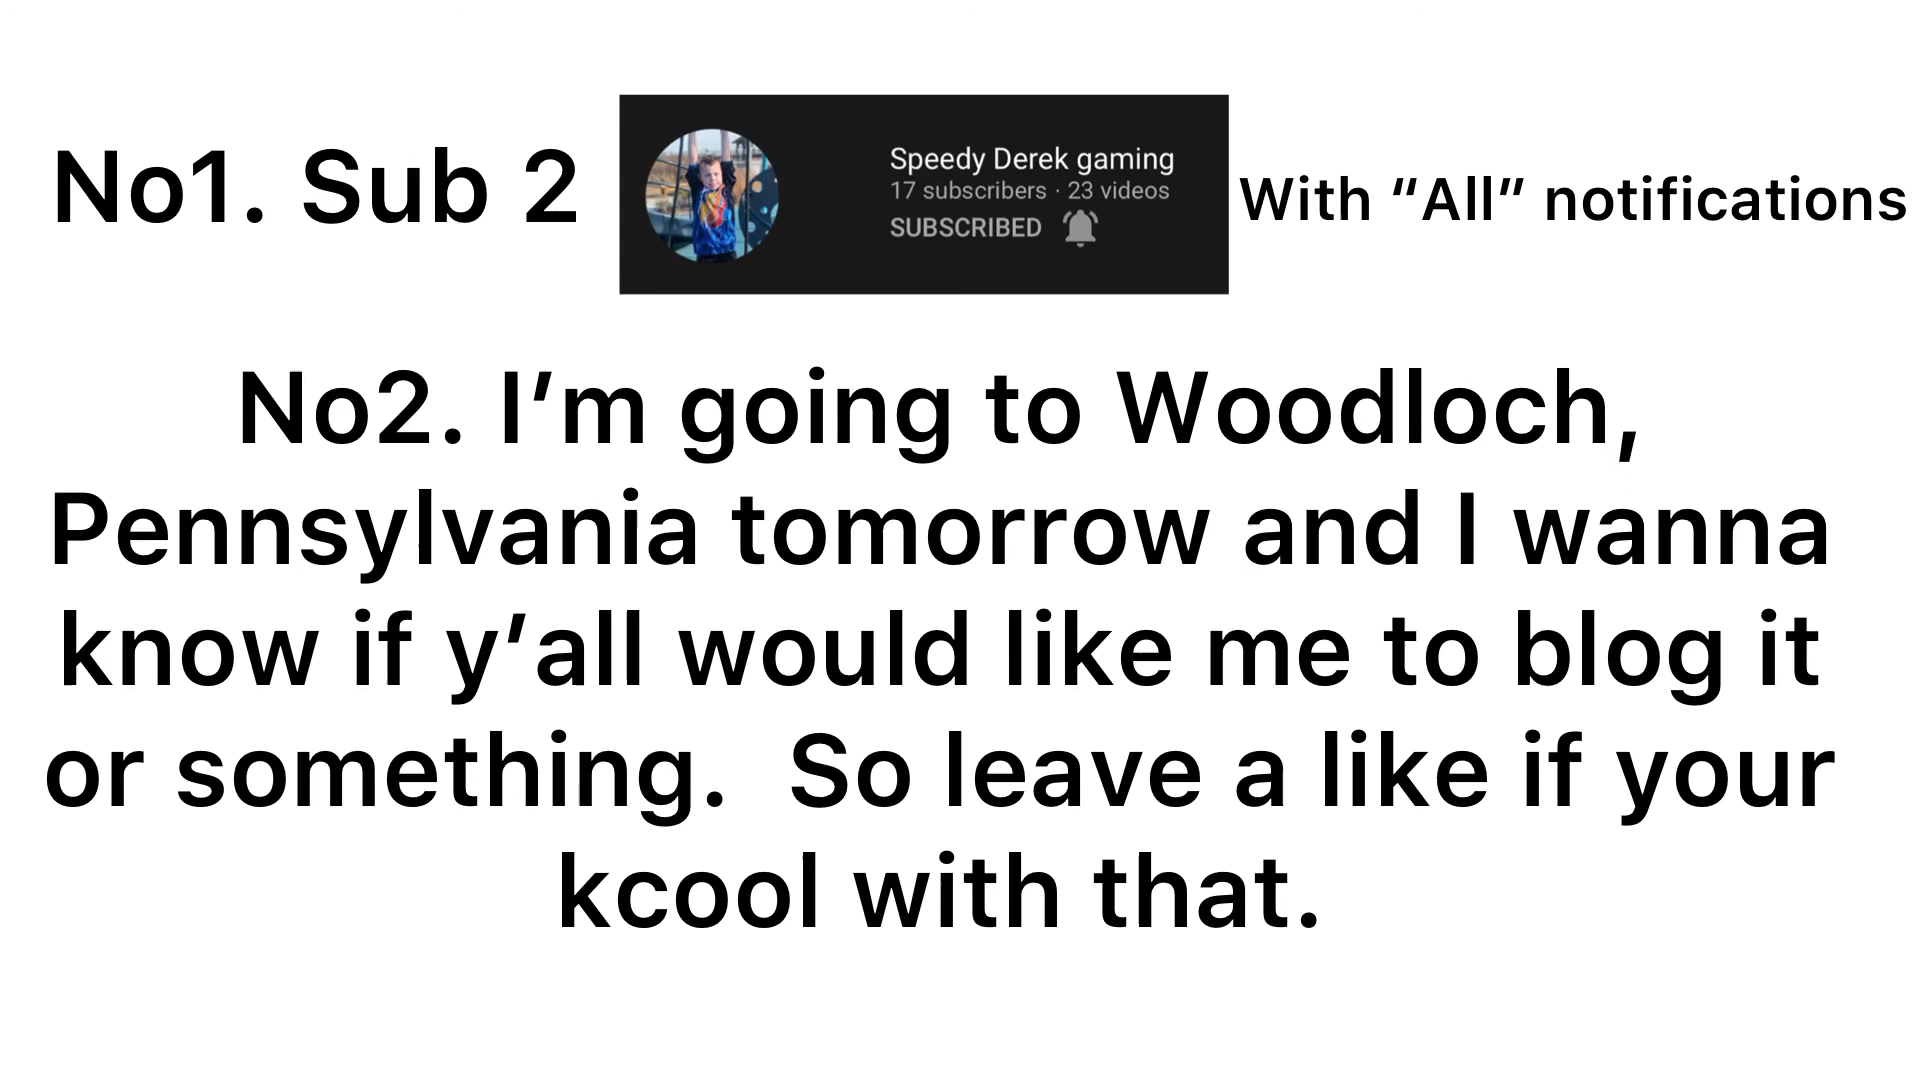 No1. Sub 2
Speedy Derek gaming
17 subscribers · 23 videos
SUBSCRIBED
With “All” notifications
No2. I’m going to Woodloch,
Pennsylvania tomorrow and I wanna
know if y’all would like me to blog it
or something.  So leave a like if your
kcool with that.